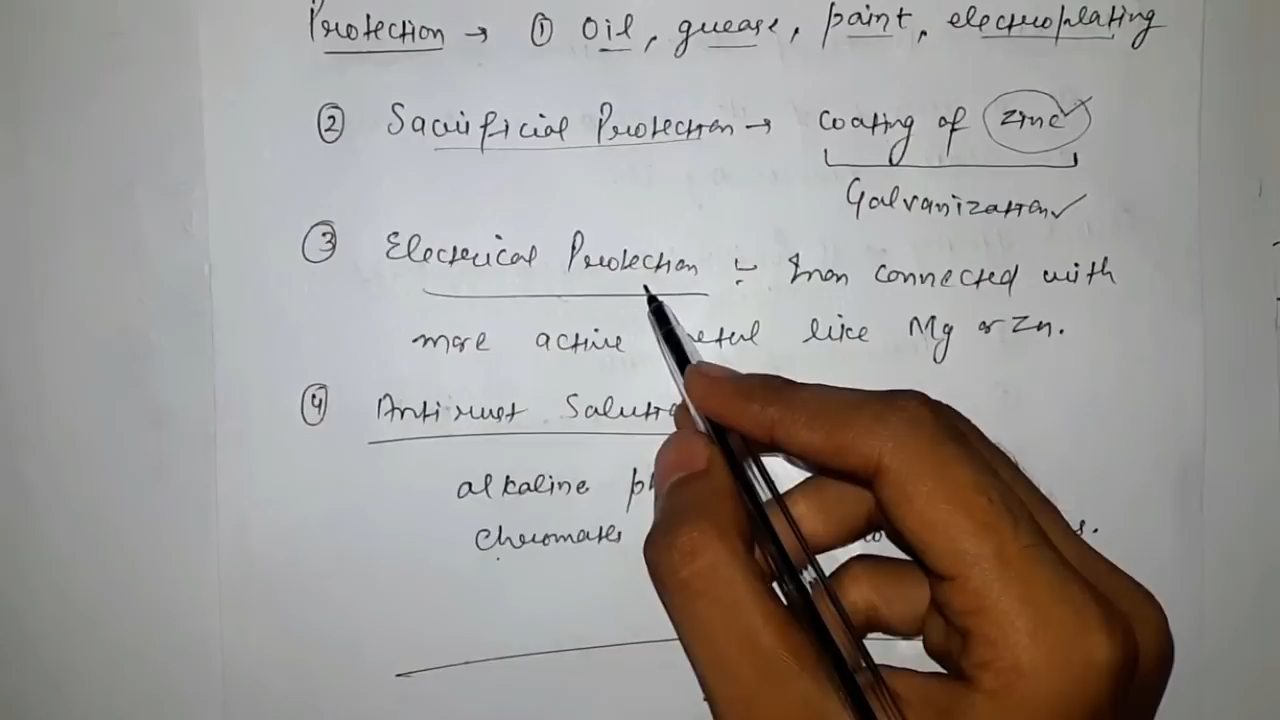 Protection → ① Oil, grease, paint, electroplating
② Sacrificial Protection → Coating of Zinc
Galvanization
③ Electrical Protection :- Iron connected with
more active metal like Mg or Zn.
④ Antirust
alkaline
chromates